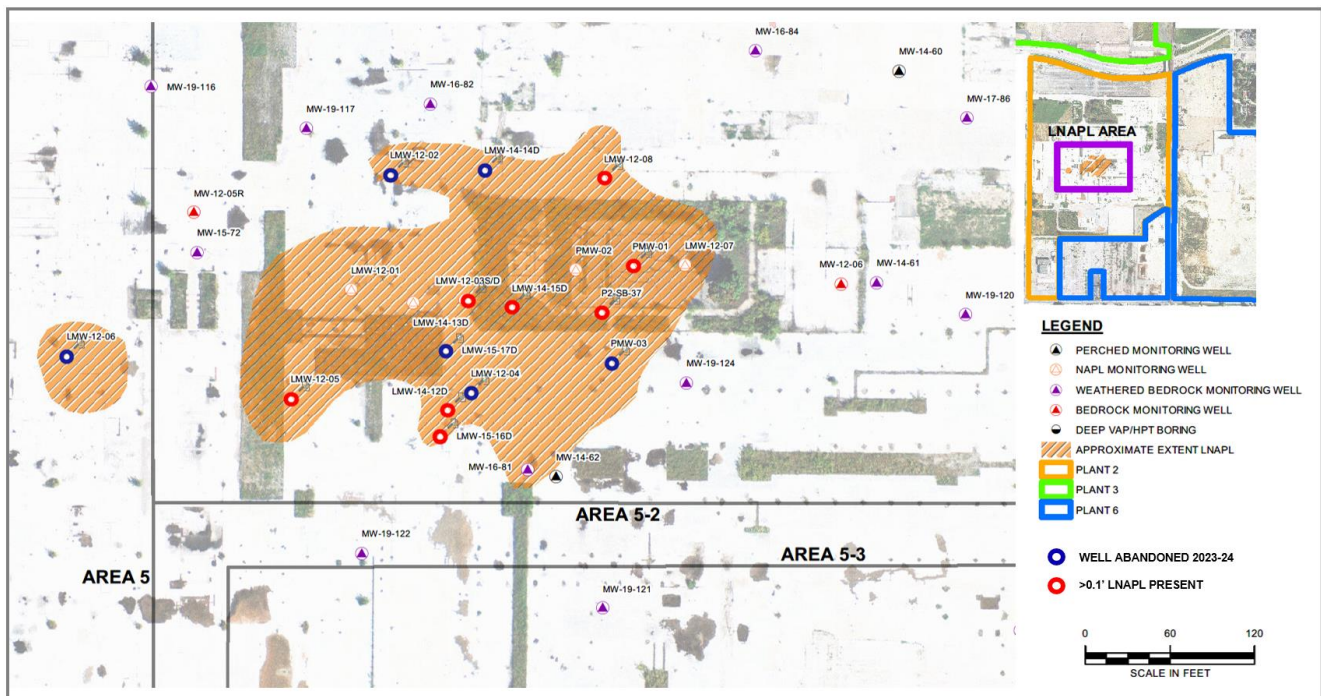 MW-16-84
MW-14-60
MW-19-116
MW-16-82
MW-17-86
MW-19-117
LNAPL AREA
LMW-14-14D
LMW-12-02
LMW-12-08
MW-12-05R
MW-15-72
PMW-01
PMW-02
LMW-12-07
LMW-12-01
MW-12-06
MW-14-61
LMW-12-03S/D
LMW-14-15D
P2-SB-37
MW-19-120
LMW-14-13D
LMW-12-06
LMW-15-17D
PMW-03
MW-19-124
LMW-12-05
LMW-12-04
LMW-14-12D
LMW-15-16D
MW-16-81
MW-14-62
AREA 5-2
MW-19-122
AREA 5-3
AREA 5
MW-19-121
LEGEND
PERCHED MONITORING WELL
NAPL MONITORING WELL
WEATHERED BEDROCK MONITORING WELL
BEDROCK MONITORING WELL
DEEP VAP/HPT BORING
APPROXIMATE EXTENT LNAPL
PLANT 2
PLANT 3
PLANT 6
WELL ABANDONED 2023-24
>0.1' LNAPL PRESENT
0 60 120
SCALE IN FEET